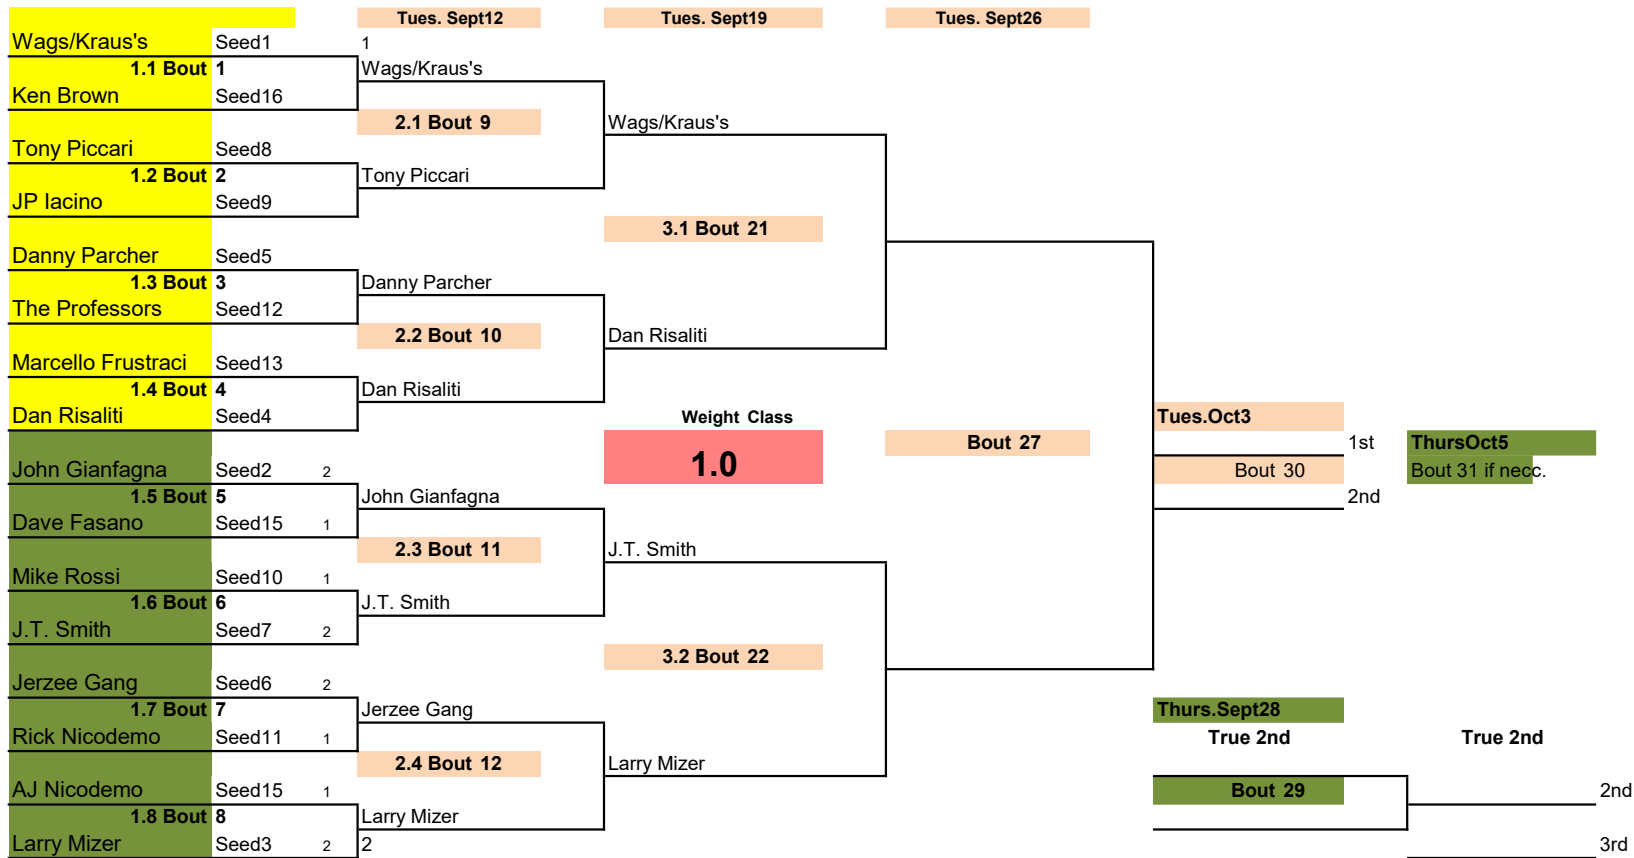 Tues. Sept12 Tues. Sept19 Tues. Sept26
Wags/Kraus's Seed1 1
1.1 Bout 1 Wags/Kraus's
Ken Brown Seed16
2.1 Bout 9 Wags/Kraus's
Tony Piccari Seed8
1.2 Bout 2 Tony Piccari
JP Iacino Seed9
3.1 Bout 21
Danny Parcher Seed5
1.3 Bout 3 Danny Parcher
The Professors Seed12
2.2 Bout 10 Dan Risaliti
Marcello Frustraci Seed13
1.4 Bout 4 Dan Risaliti
Dan Risaliti Seed4 Weight Class Tues.Oct3
Bout 27 1st ThursOct5
John Gianfagna Seed2 2 1.0 Bout 30 Bout 31 if necc.
1.5 Bout 5 John Gianfagna 2nd
Dave Fasano Seed15 1
2.3 Bout 11 J.T. Smith
Mike Rossi Seed10 1
1.6 Bout 6 J.T. Smith
J.T. Smith Seed7 2
3.2 Bout 22
Jerzee Gang Seed6 2
1.7 Bout 7 Jerzee Gang Thurs.Sept28
Rick Nicodemo Seed11 1 True 2nd True 2nd
2.4 Bout 12 Larry Mizer
AJ Nicodemo Seed15 1 Bout 29 2nd
1.8 Bout 8 Larry Mizer
Larry Mizer Seed3 2 2 3rd